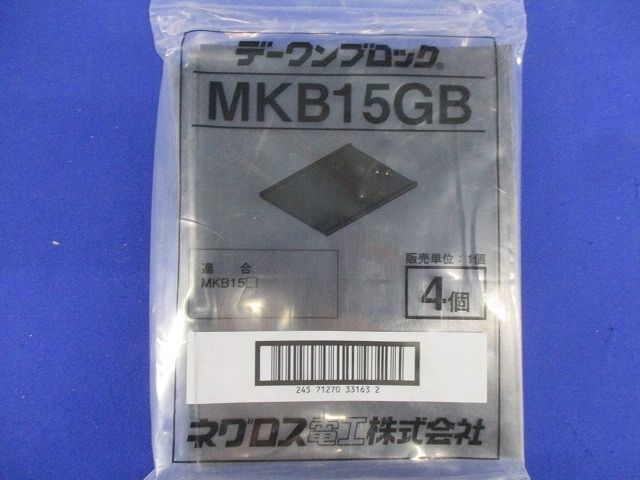 デーワンブロック®
MKB15GB
適合
MKB15□
販売単位:1個
4個
245 71270 33163 2
ネグロス電工株式会社